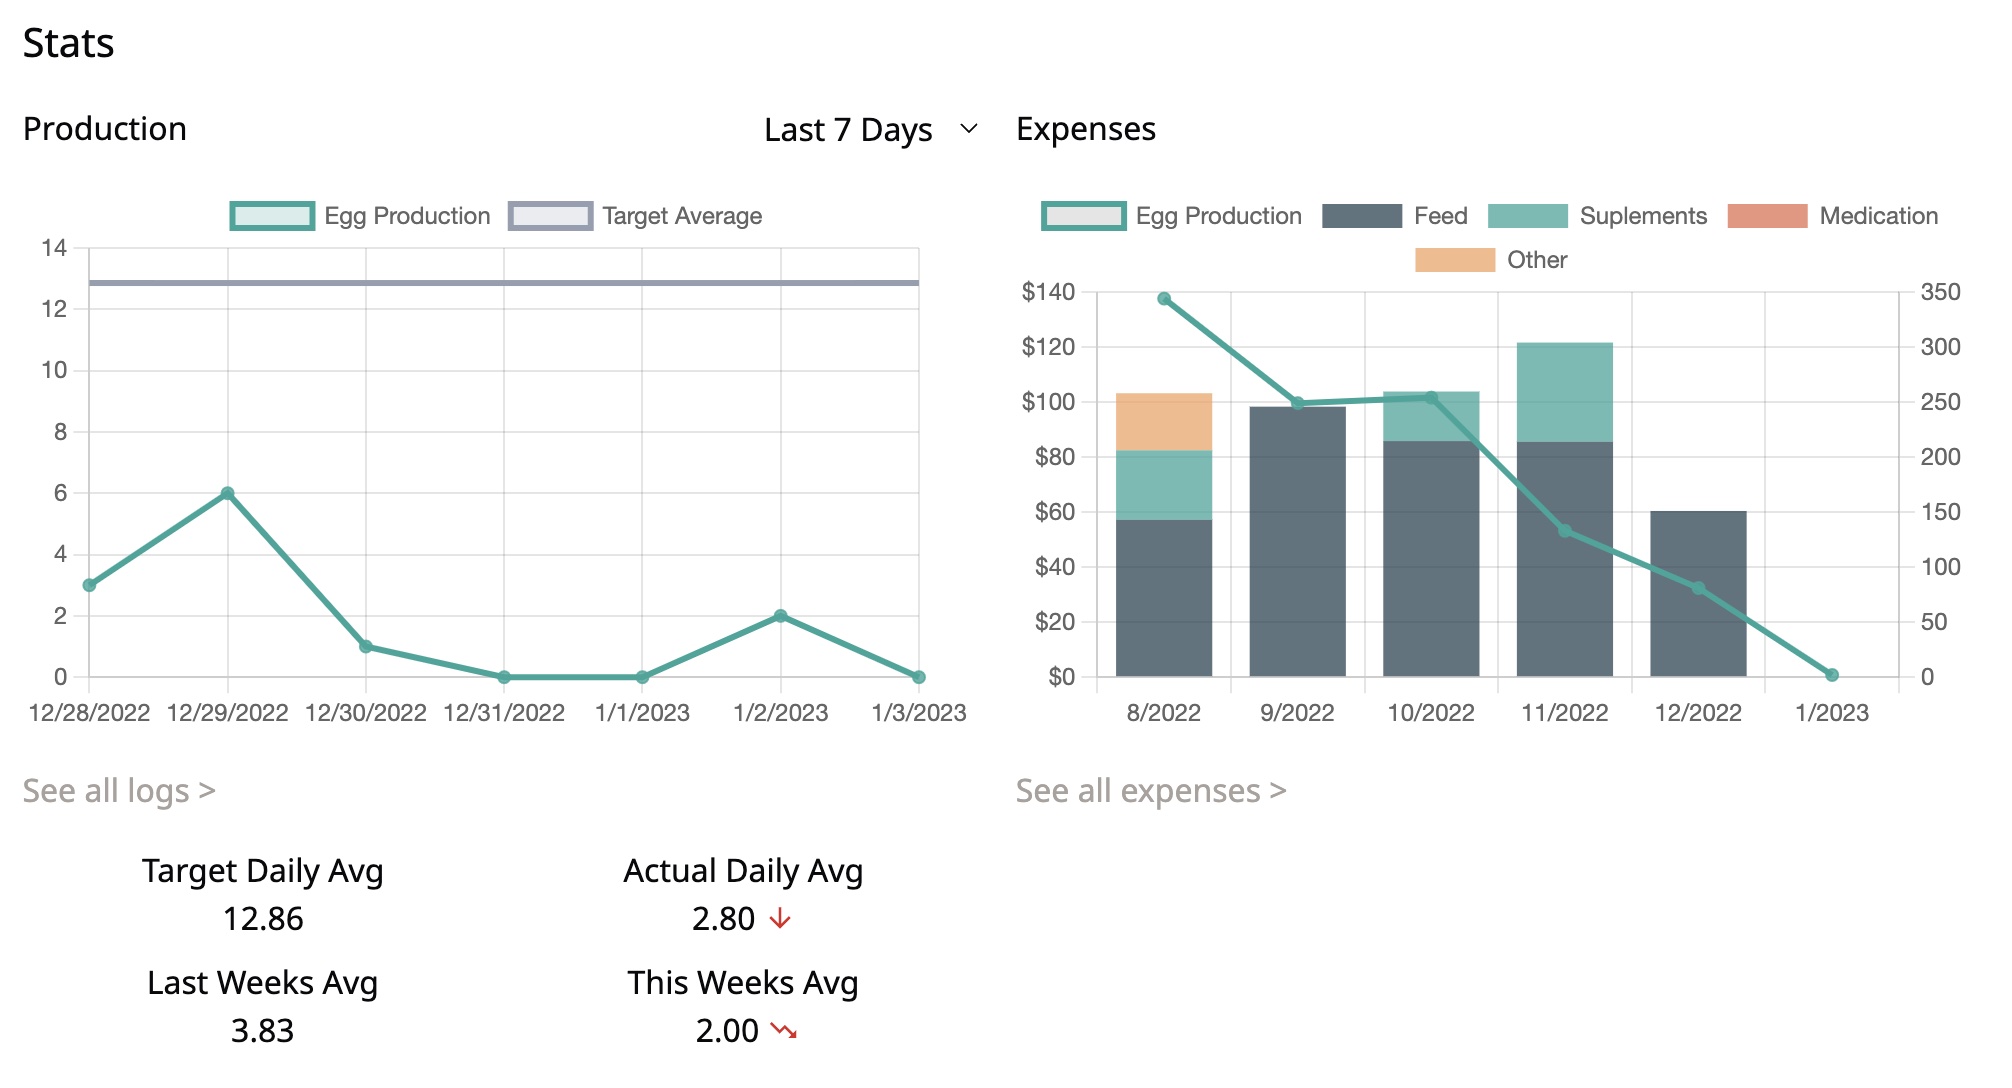 Stats
Production
Last 7 Days
Egg Production
Target Average
14
12
10
8
6
4
2
0
12/28/2022
12/29/2022
12/30/2022
12/31/2022
1/1/2023
1/2/2023
1/3/2023
See all logs >
Target Daily Avg
12.86
Actual Daily Avg
2.80
Last Weeks Avg
3.83
This Weeks Avg
2.00
Expenses
Egg Production
Feed
Suplements
Medication
Other
$140
$120
$100
$80
$60
$40
$20
$0
350
300
250
200
150
100
50
0
8/2022
9/2022
10/2022
11/2022
12/2022
1/2023
See all expenses >